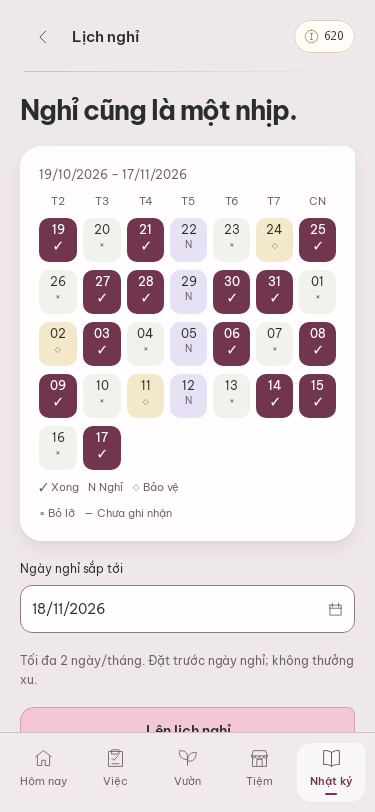 Lịch nghỉ
620
Nghỉ cũng là một nhịp.
19/10/2026 – 17/11/2026
T2 T3 T4 T5 T6 T7 CN
19 20 21 22 23 24 25
✓ × ✓ N × ◇ ✓
26 27 28 29 30 31 01
× ✓ ✓ N ✓ ✓ ×
02 03 04 05 06 07 08
◇ ✓ × N ✓ × ✓
09 10 11 12 13 14 15
✓ × ◇ N × ✓ ✓
16 17
× ✓
✓ Xong N Nghỉ ◇ Bảo vệ
× Bỏ lỡ — Chưa ghi nhận
Ngày nghỉ sắp tới
18/11/2026
Tối đa 2 ngày/tháng. Đặt trước ngày nghỉ; không thưởng
xu.
Lên lịch nghỉ
Hôm nay Việc Vườn Tiệm Nhật ký